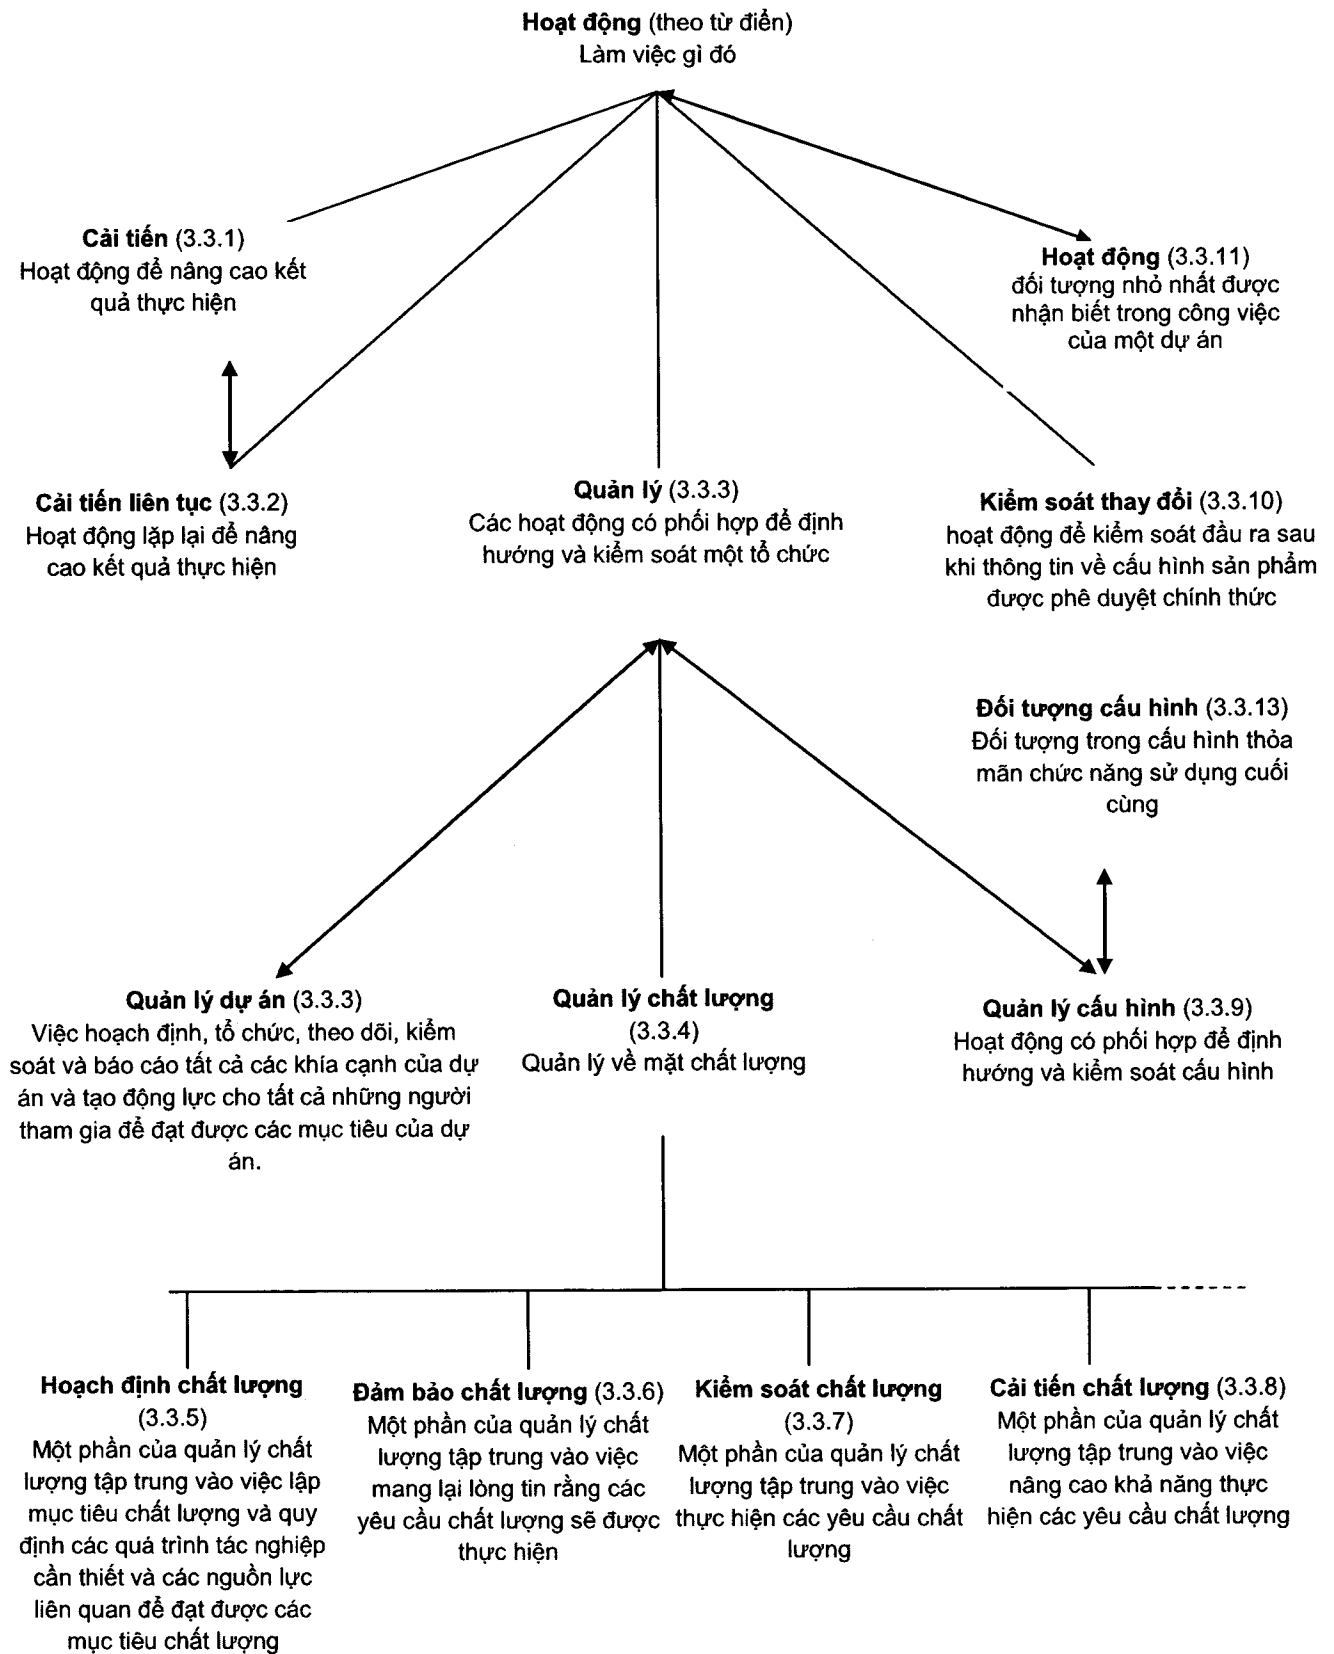 Hoạt động (theo từ điển)
Làm việc gì đó
Cải tiến (3.3.1)
Hoạt động để nâng cao kết
quả thực hiện
Hoạt động (3.3.11)
đối tượng nhỏ nhất được
nhận biết trong công việc
của một dự án
Cải tiến liên tục (3.3.2)
Hoạt động lặp lại để nâng
cao kết quả thực hiện
Quản lý (3.3.3)
Các hoạt động có phối hợp để định
hướng và kiểm soát một tổ chức
Kiểm soát thay đổi (3.3.10)
hoạt động để kiểm soát đầu ra sau
khi thông tin về cấu hình sản phẩm
được phê duyệt chính thức
Đối tượng cấu hình (3.3.13)
Đối tượng trong cấu hình thỏa
mãn chức năng sử dụng cuối
cùng
Quản lý dự án (3.3.3)
Việc hoạch định, tổ chức, theo dõi, kiểm
soát và báo cáo tất cả các khía cạnh của dự
án và tạo động lực cho tất cả những người
tham gia để đạt được các mục tiêu của dự
án.
Quản lý chất lượng
(3.3.4)
Quản lý về mặt chất lượng
Quản lý cấu hình (3.3.9)
Hoạt động có phối hợp để định
hướng và kiểm soát cấu hình
Hoạch định chất lượng
(3.3.5)
Một phần của quản lý chất
lượng tập trung vào việc lập
mục tiêu chất lượng và quy
định các quá trình tác nghiệp
cần thiết và các nguồn lực
liên quan để đạt được các
mục tiêu chất lượng
Đảm bảo chất lượng (3.3.6)
Một phần của quản lý chất
lượng tập trung vào việc
mang lại lòng tin rằng các
yêu cầu chất lượng sẽ được
thực hiện
Kiểm soát chất lượng
(3.3.7)
Một phần của quản lý chất
lượng tập trung vào việc
thực hiện các yêu cầu chất
lượng
Cải tiến chất lượng (3.3.8)
Một phần của quản lý chất
lượng tập trung vào việc
nâng cao khả năng thực
hiện các yêu cầu chất lượng